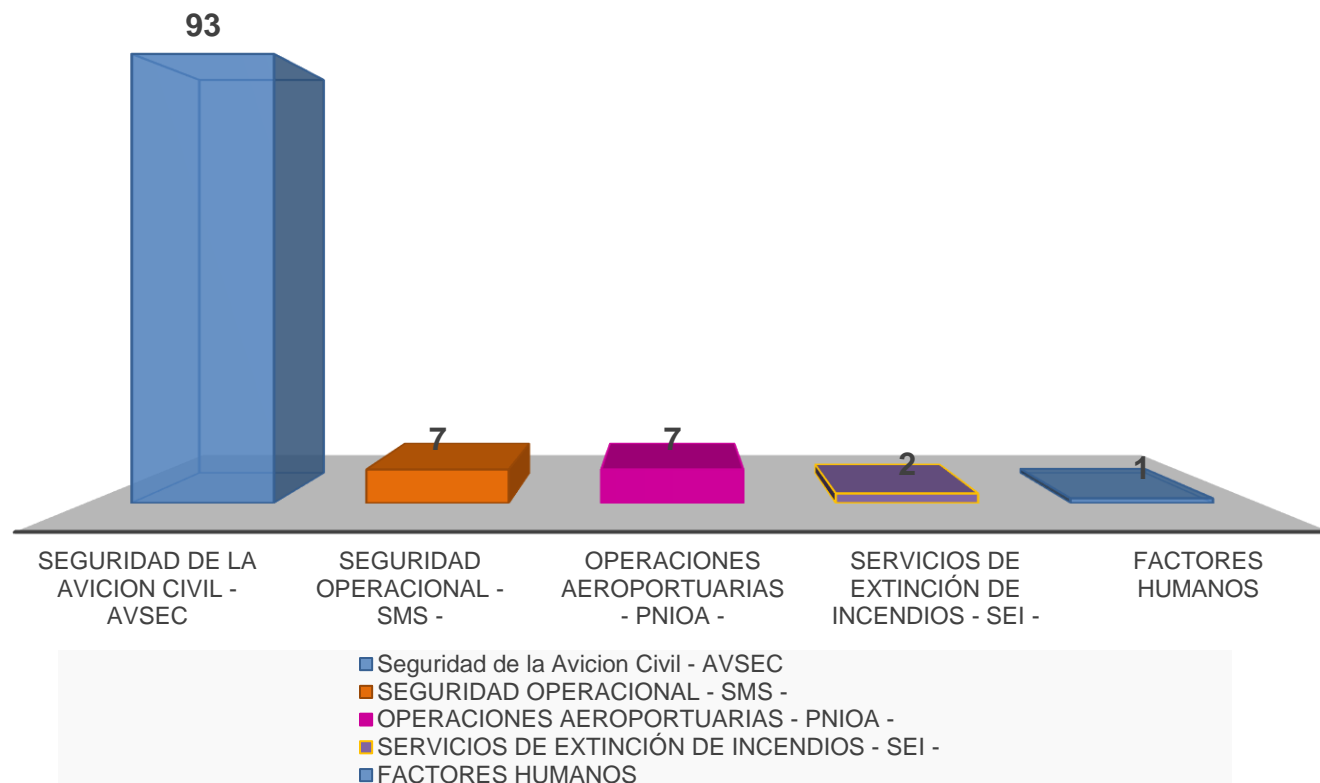 93
7
7
2
1
SEGURIDAD DE LA
AVICION CIVIL -
AVSEC
SEGURIDAD
OPERACIONAL -
SMS -
OPERACIONES
AEROPORTUARIAS
- PNIOA -
SERVICIOS DE
EXTINCIÓN DE
INCENDIOS - SEI -
FACTORES
HUMANOS
Seguridad de la Avicion Civil - AVSEC
SEGURIDAD OPERACIONAL - SMS -
OPERACIONES AEROPORTUARIAS - PNIOA -
SERVICIOS DE EXTINCIÓN DE INCENDIOS - SEI -
FACTORES HUMANOS